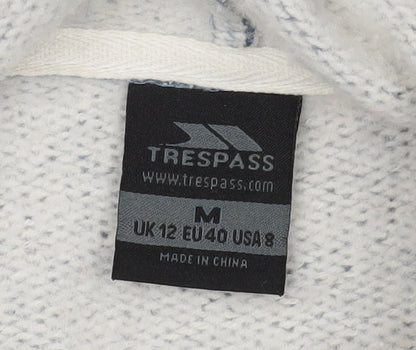 TRESPASS
www.trespass.com
M
UK 12 EU 40 USA 8
MADE IN CHINA